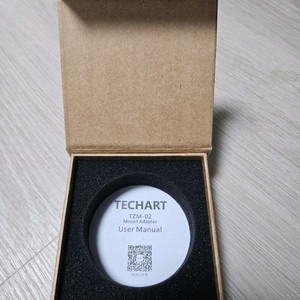 TECHART
TZM-02
Mount Adapter
User Manual